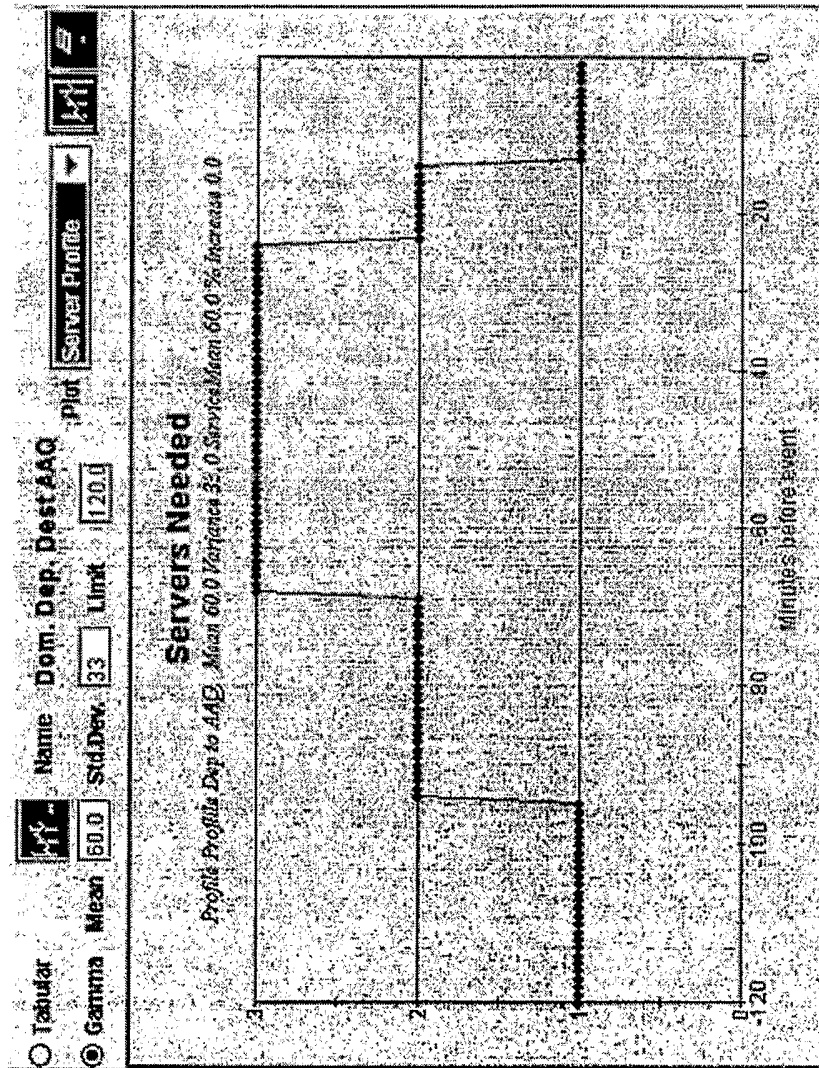 Tabular
Name Dom. Dep. Dest AAQ
Gamma Mean 60.0 Std.Dev. 33 Limit 120.0 Plot Server Profile
Servers Needed
Profile Profile Dep to AAQ Mean 60.0 Variance 33.0 ServiceMean 60.0 % Increase 0.0
3
2
1
0
-120 -100 -80 -60 -40 -20 0
Minutes before event